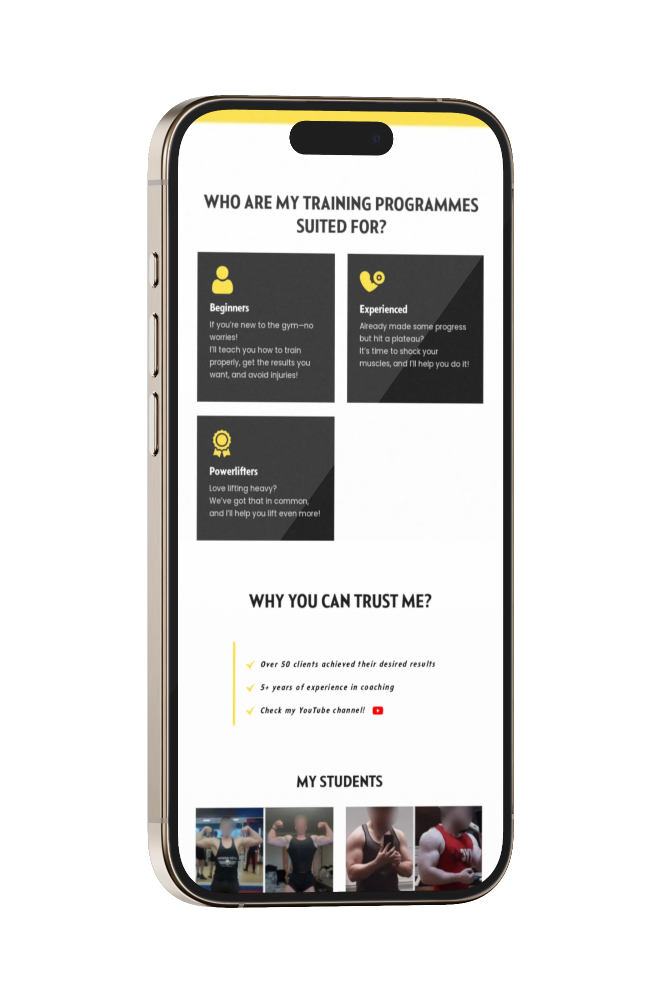 WHO ARE MY TRAINING PROGRAMMES
SUITED FOR?
Beginners
If you're new to the gym—no
worries!
I'll teach you how to train
properly, get the results you
want, and avoid injuries!
Experienced
Already made some progress
but hit a plateau?
It's time to shock your
muscles, and I'll help you do it!
Powerlifters
Love lifting heavy?
We've got that in common,
and I'll help you lift even more!
WHY YOU CAN TRUST ME?
Over 50 clients achieved their desired results
5+ years of experience in coaching
Check my YouTube channel!
MY STUDENTS